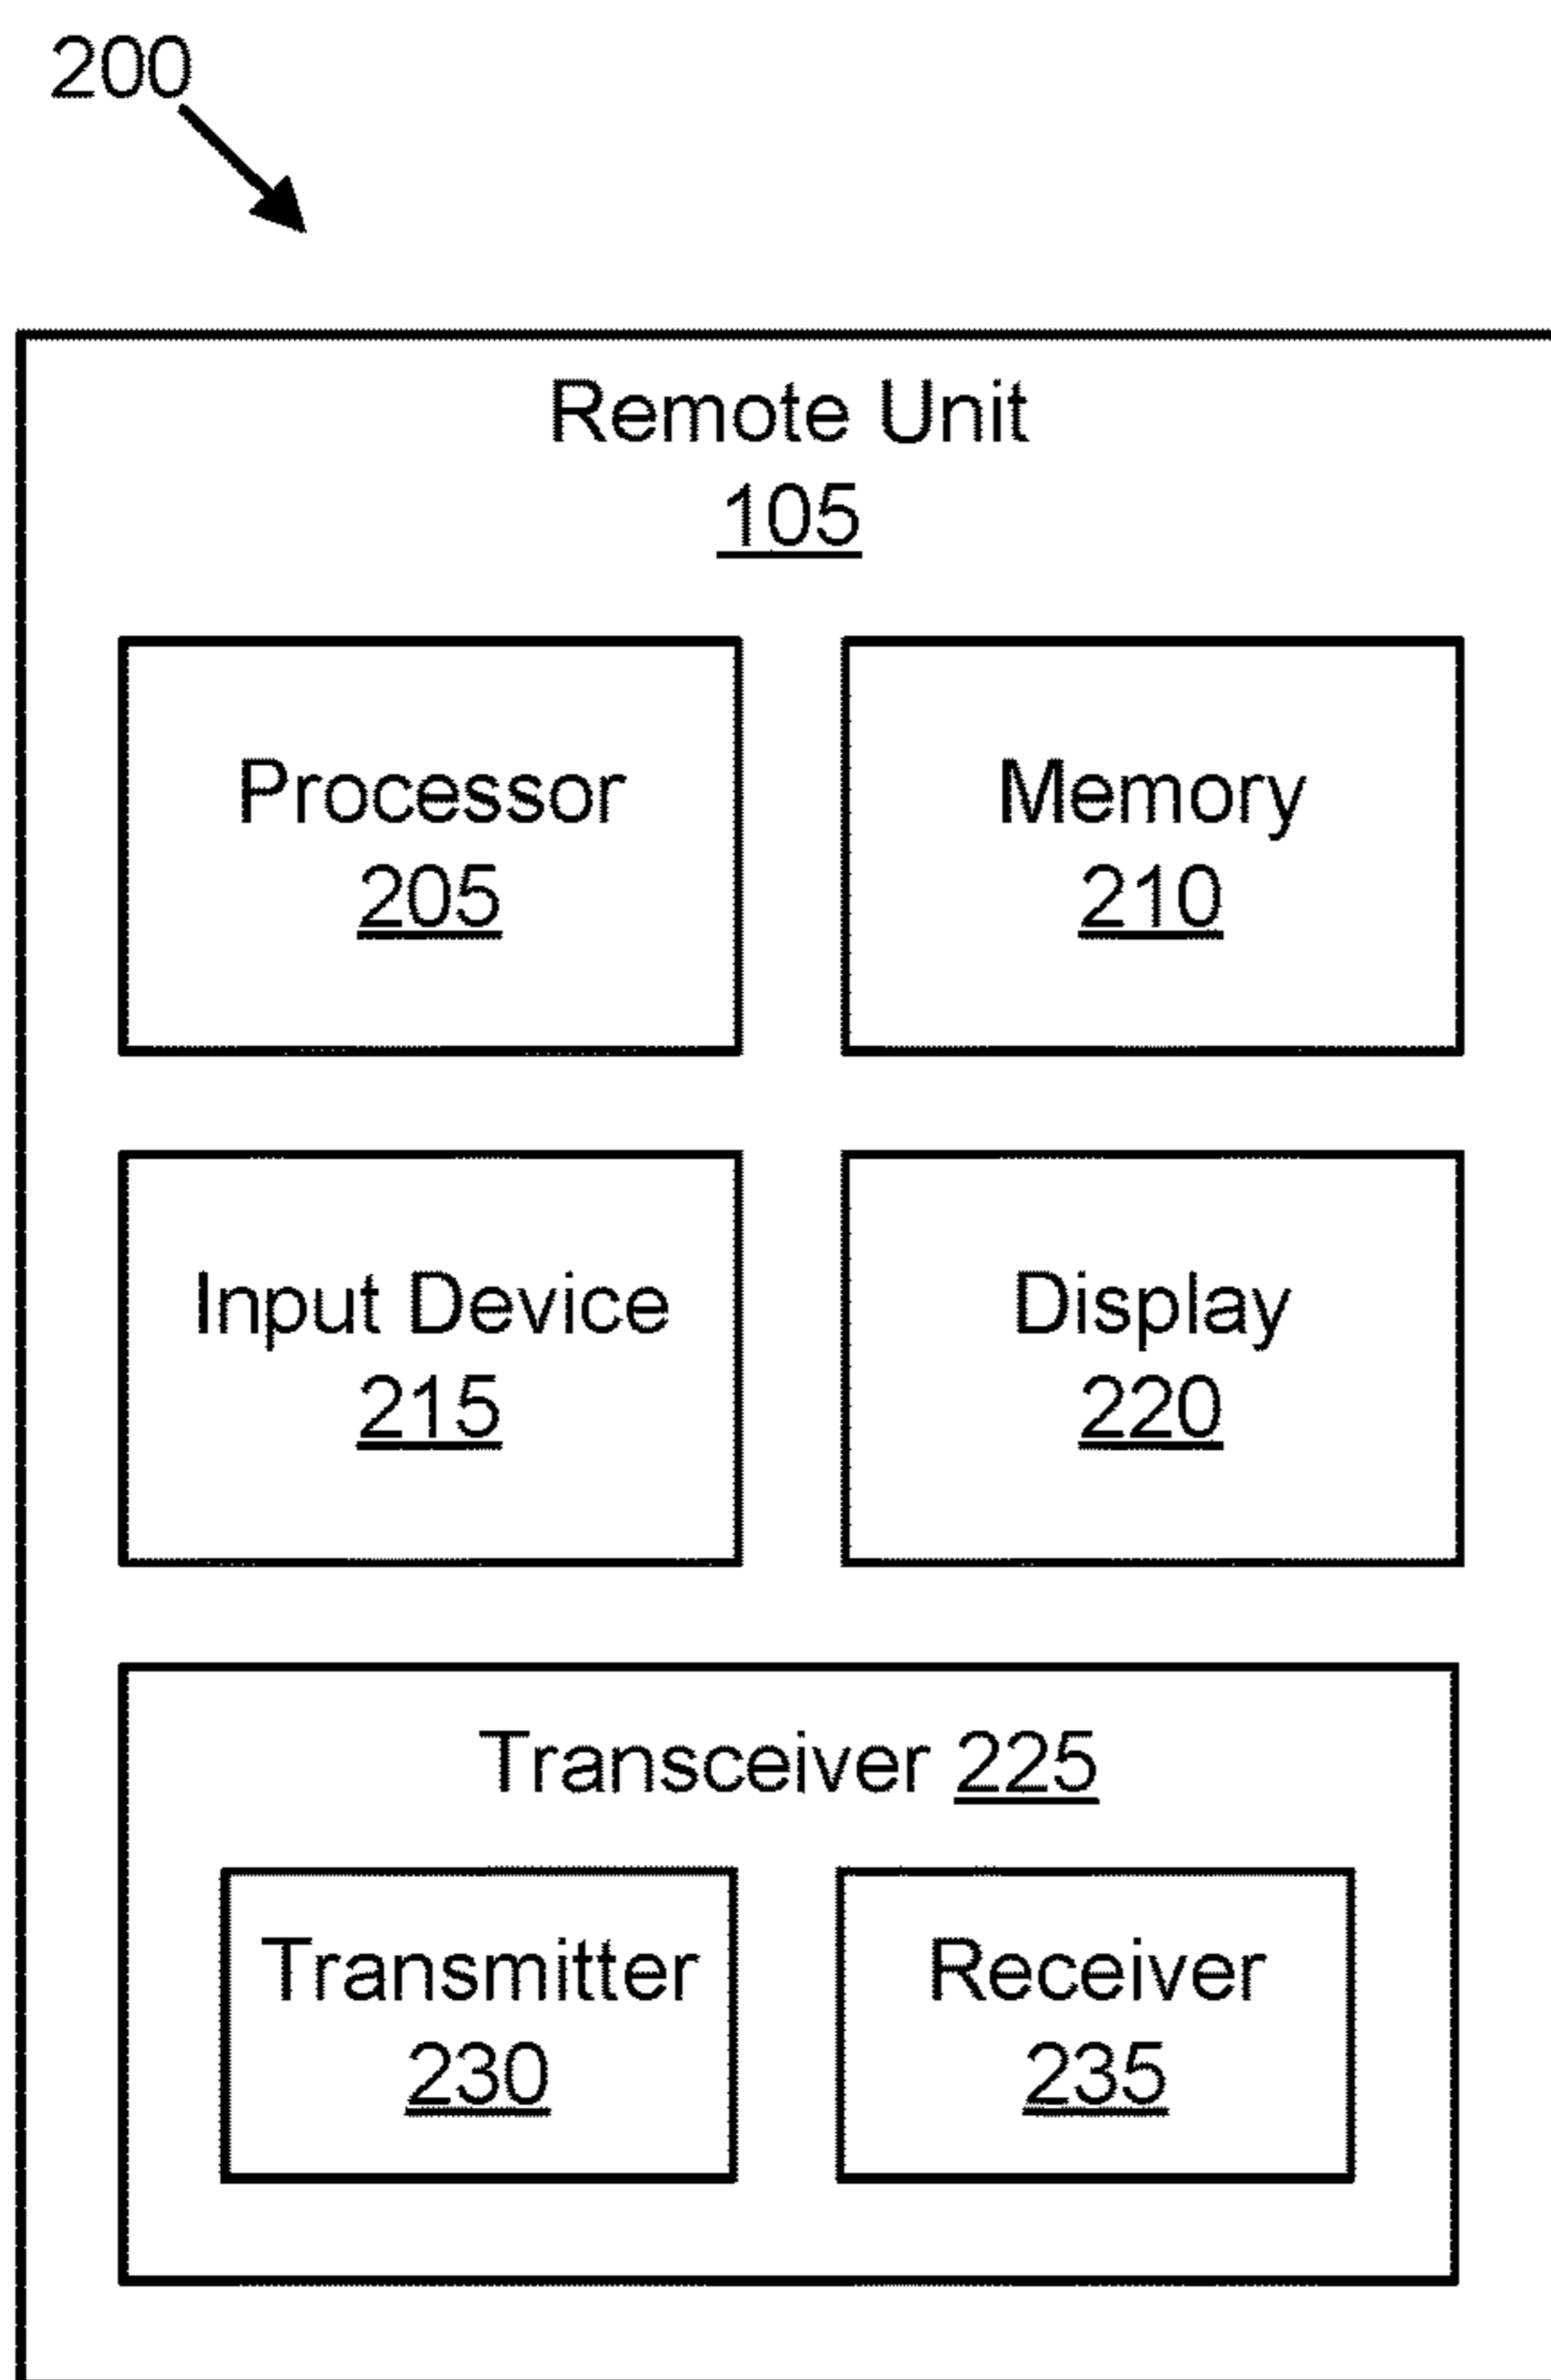 200
Remote Unit
105
Processor
205
Memory
210
Input Device
215
Display
220
Transceiver 225
Transmitter
230
Receiver
235